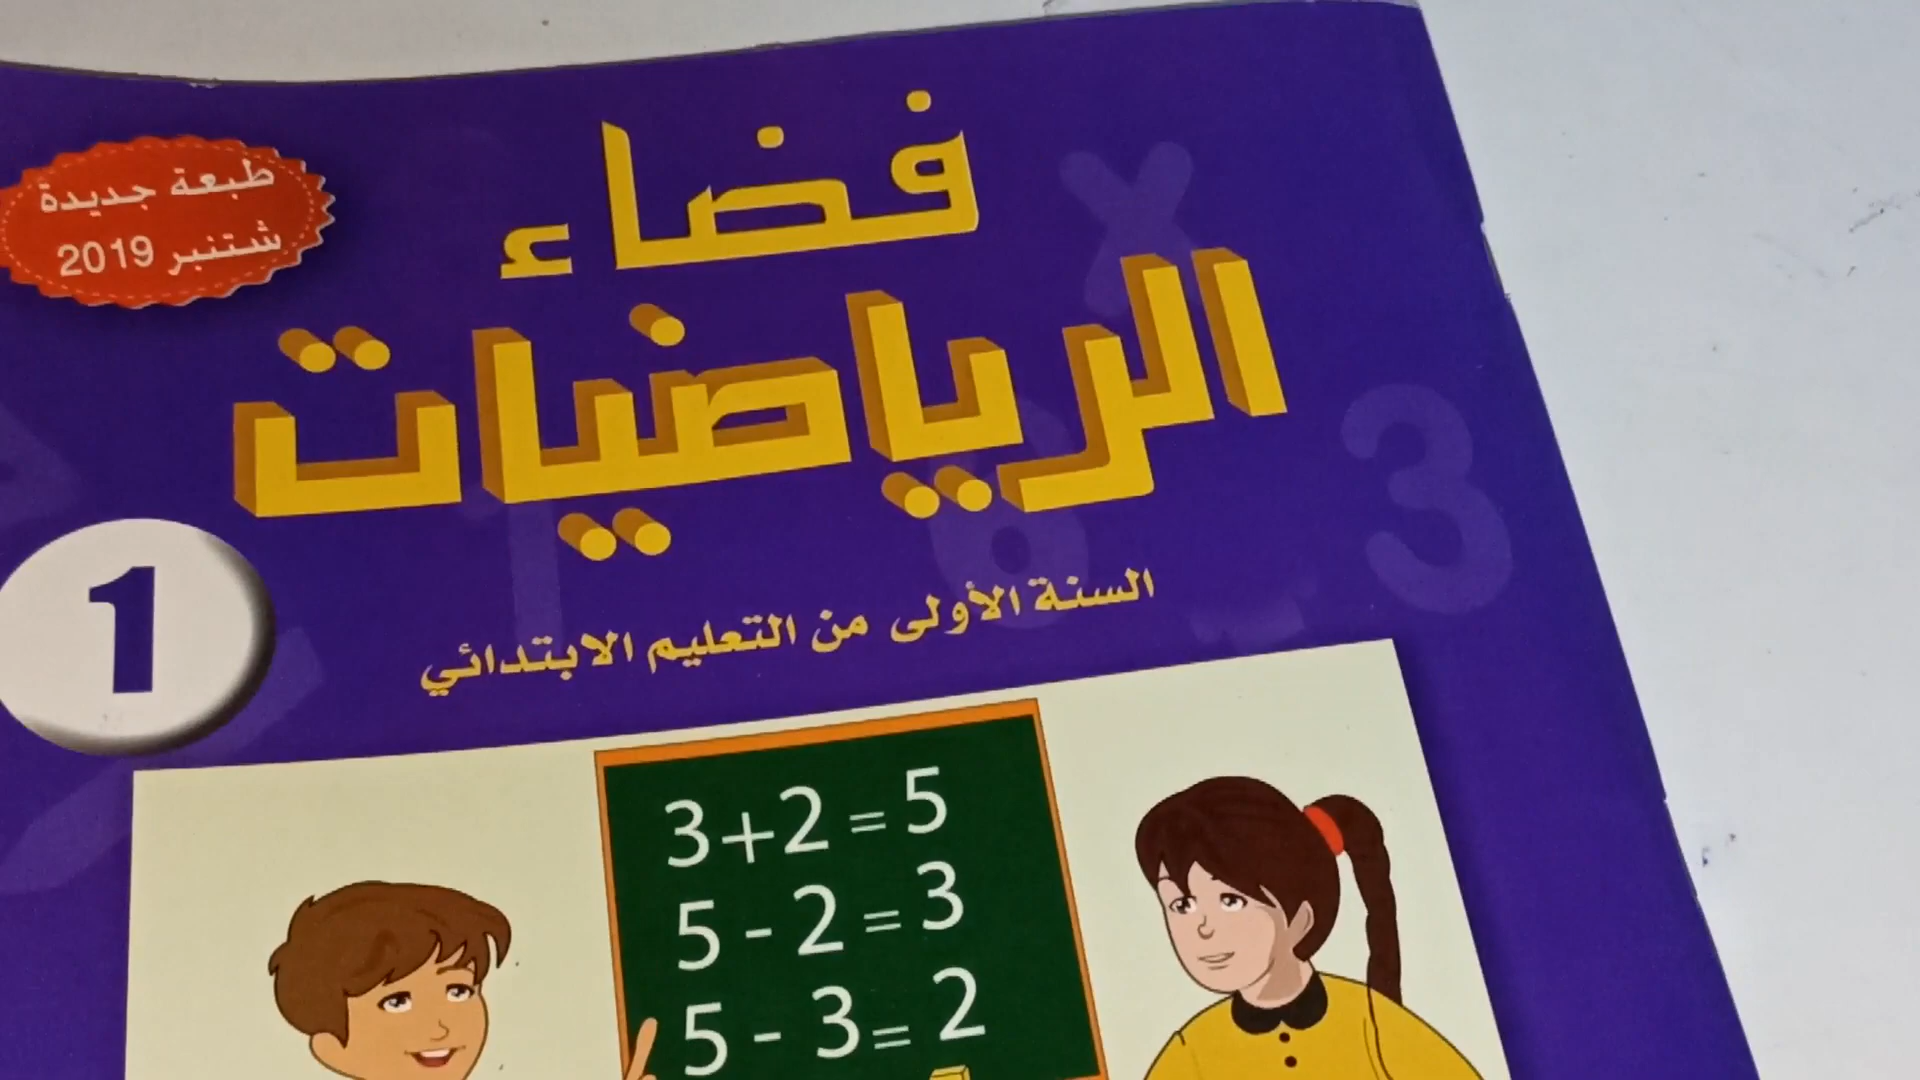 طبعة جديدة
شتنبر 2019
فضاء
الرياضيات
1
السنة الأولى من التعليم الابتدائي
3+2=5
5-2=3
5-3=2